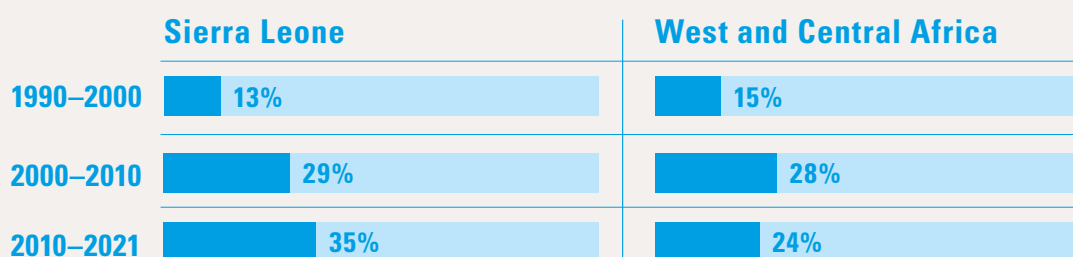 Sierra Leone West and Central Africa
1990–2000 13% 15%
2000–2010 29% 28%
2010–2021 35% 24%